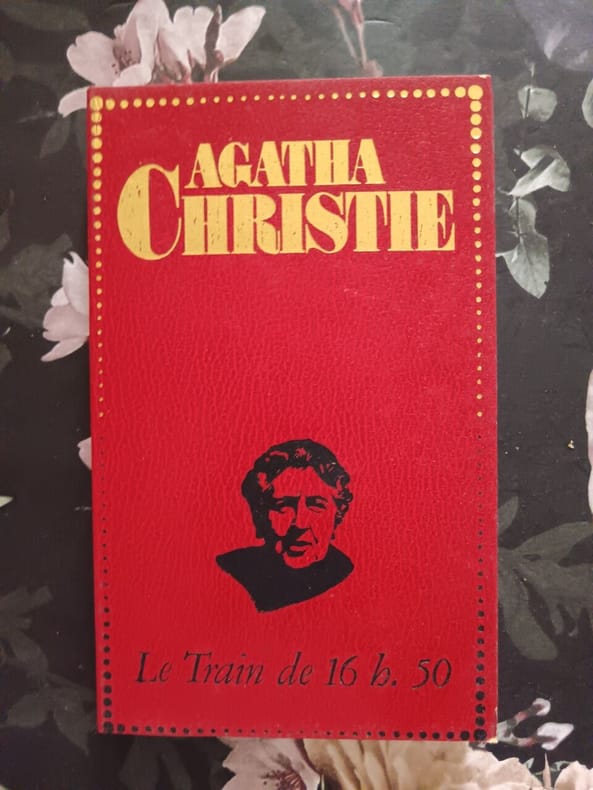 AGATHA
CHRISTIE
Le Train de 16 h. 50